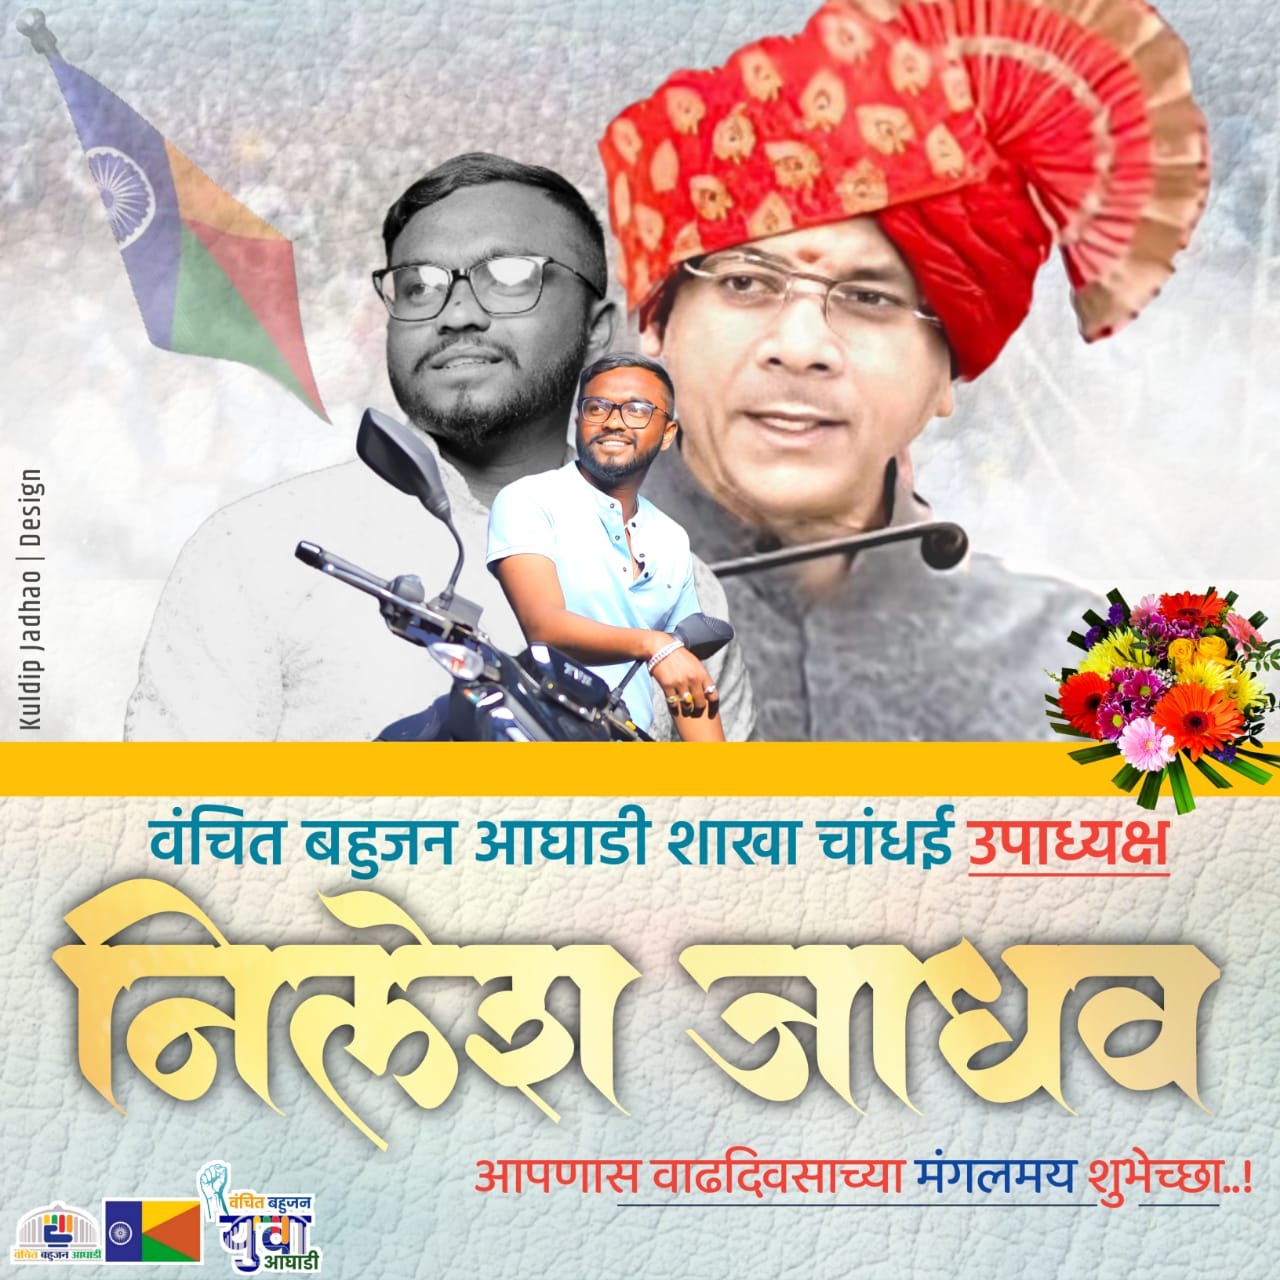 Kuldip Jadhao | Design
वंचित बहुजन आघाडी शाखा चांधई उपाध्यक्ष
निलेश जाधव
आपणास वाढदिवसाच्या मंगलमय शुभेच्छा..!
वंचित बहुजन आघाडी
वंचित बहुजन
युवा
आघाडी
TVS